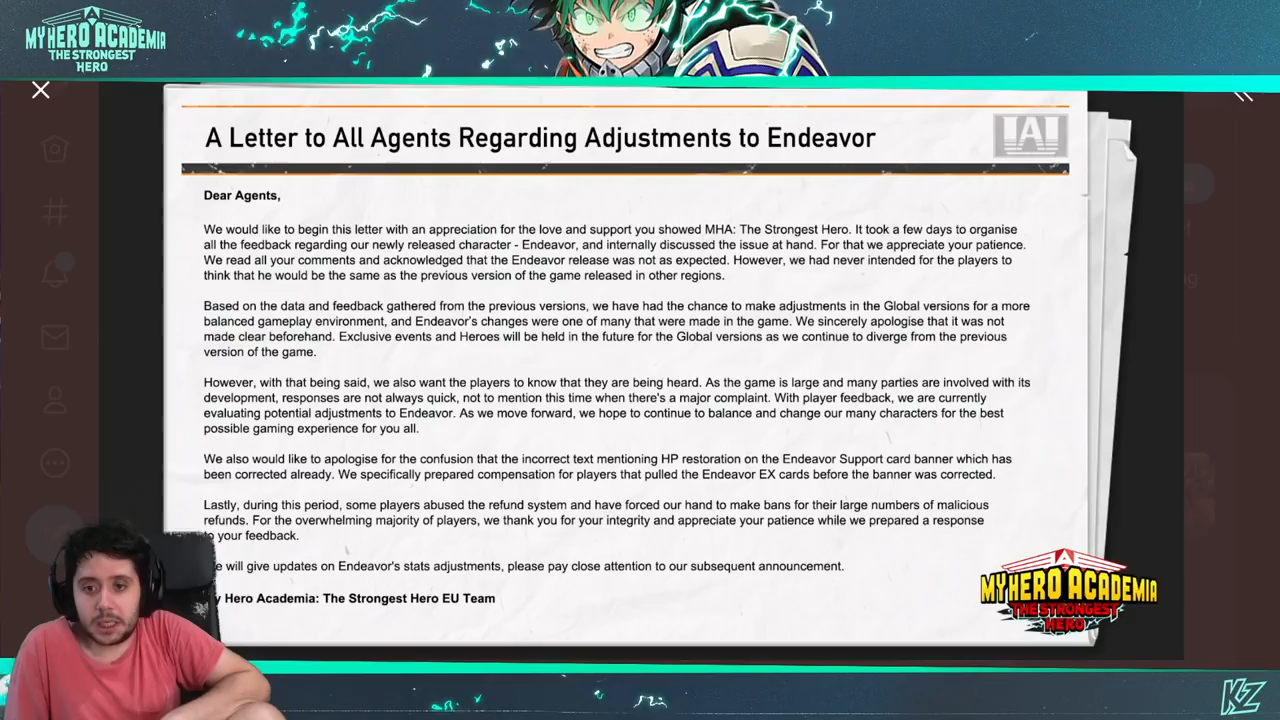 MY HERO ACADEMIA
THE STRONGEST
HERO
A Letter to All Agents Regarding Adjustments to Endeavor
Dear Agents,
We would like to begin this letter with an appreciation for the love and support you showed MHA: The Strongest Hero. It took a few days to organise
all the feedback regarding our newly released character - Endeavor, and internally discussed the issue at hand. For that we appreciate your patience.
We read all your comments and acknowledged that the Endeavor release was not as expected. However, we had never intended for the players to
think that he would be the same as the previous version of the game released in other regions.
Based on the data and feedback gathered from the previous versions, we have had the chance to make adjustments in the Global versions for a more
balanced gameplay environment, and Endeavor's changes were one of many that were made in the game. We sincerely apologise that it was not
made clear beforehand. Exclusive events and Heroes will be held in the future for the Global versions as we continue to diverge from the previous
version of the game.
However, with that being said, we also want the players to know that they are being heard. As the game is large and many parties are involved with its
development, responses are not always quick, not to mention this time when there's a major complaint. With player feedback, we are currently
evaluating potential adjustments to Endeavor. As we move forward, we hope to continue to balance and change our many characters for the best
possible gaming experience for you all.
We also would like to apologise for the confusion that the incorrect text mentioning HP restoration on the Endeavor Support card banner which has
been corrected already. We specifically prepared compensation for players that pulled the Endeavor EX cards before the banner was corrected.
Lastly, during this period, some players abused the refund system and have forced our hand to make bans for their large numbers of malicious
refunds. For the overwhelming majority of players, we thank you for your integrity and appreciate your patience while we prepared a response
to your feedback.
e will give updates on Endeavor's stats adjustments, please pay close attention to our subsequent announcement.
y Hero Academia: The Strongest Hero EU Team
MY HERO ACADEMIA
THE STRONGEST
HERO
KZ